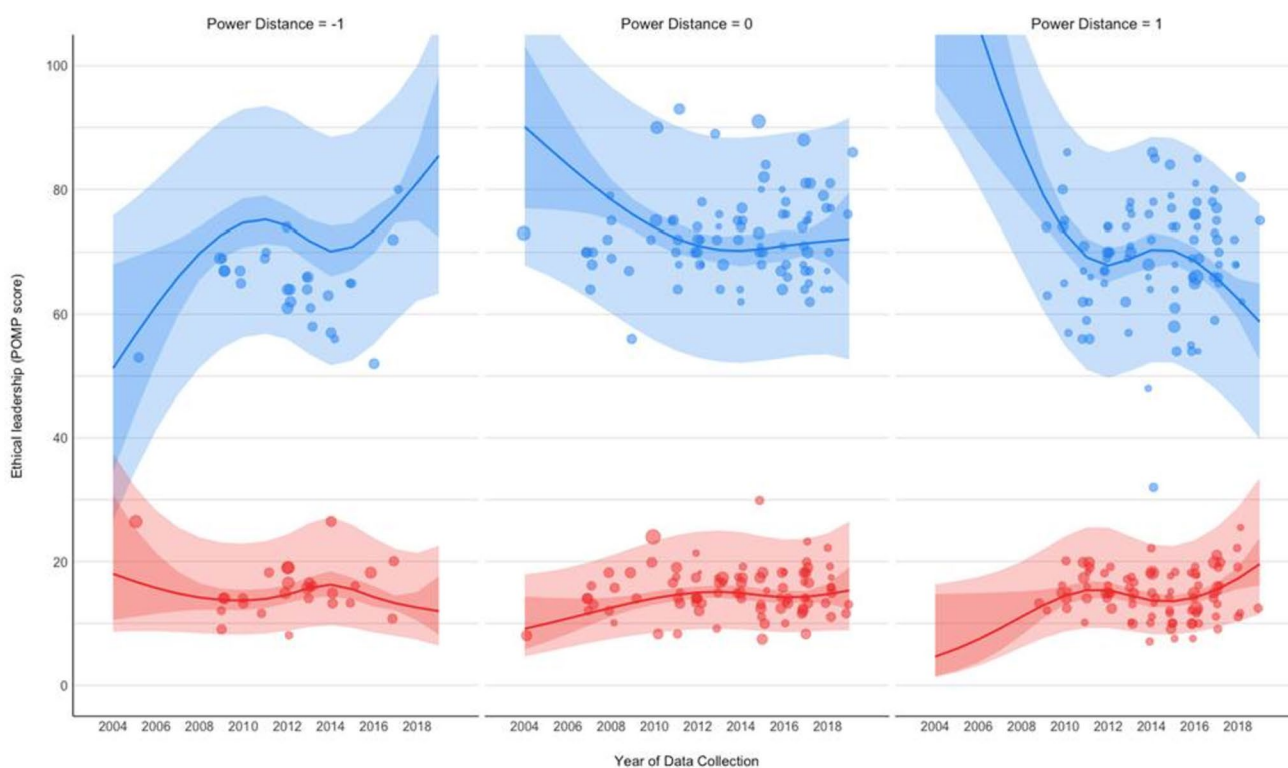 Power Distance = -1
Power Distance = 0
Power Distance = 1
100
80
60
40
20
0
Ethical leadership (POMP score)
2004 2006 2008 2010 2012 2014 2016 2018
2004 2006 2008 2010 2012 2014 2016 2018
2004 2006 2008 2010 2012 2014 2016 2018
Year of Data Collection